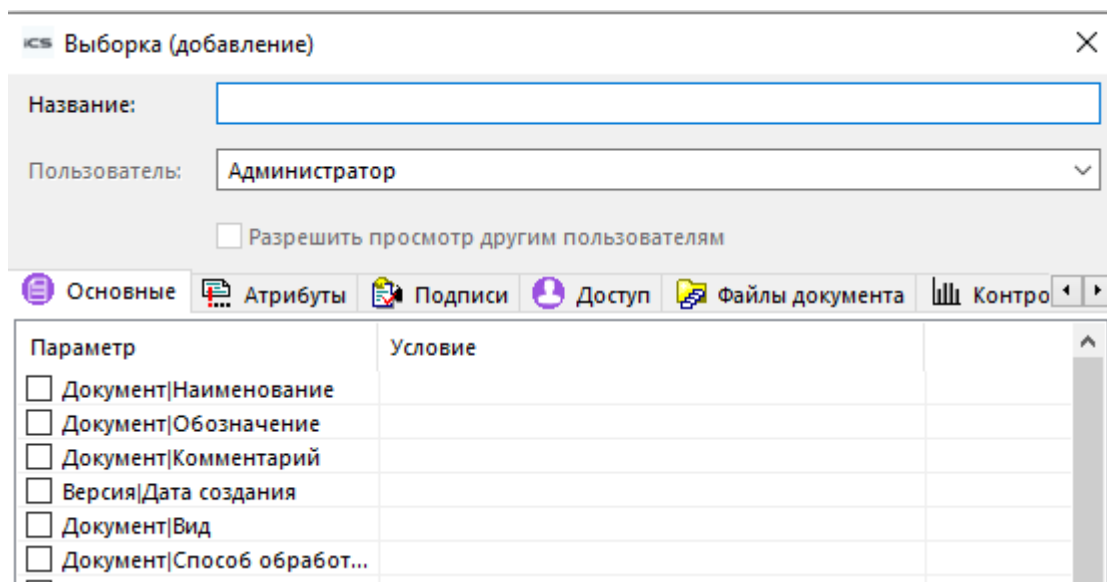 iCS Выборка (добавление)
Название:
Пользователь: Администратор
Разрешить просмотр другим пользователям
Основные Атрибуты Подписи Доступ Файлы документа Контро
Параметр Условие
Документ|Наименование
Документ|Обозначение
Документ|Комментарий
Версия|Дата создания
Документ|Вид
Документ|Способ обработ...